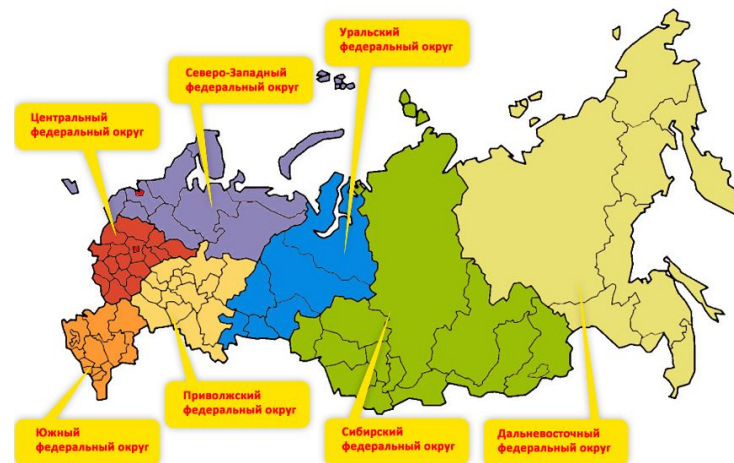 Уральский
федеральный округ
Северо-Западный
федеральный округ
Центральный
федеральный округ
Приволжский
федеральный округ
Южный
федеральный округ
Сибирский
федеральный округ
Дальневосточный
федеральный округ